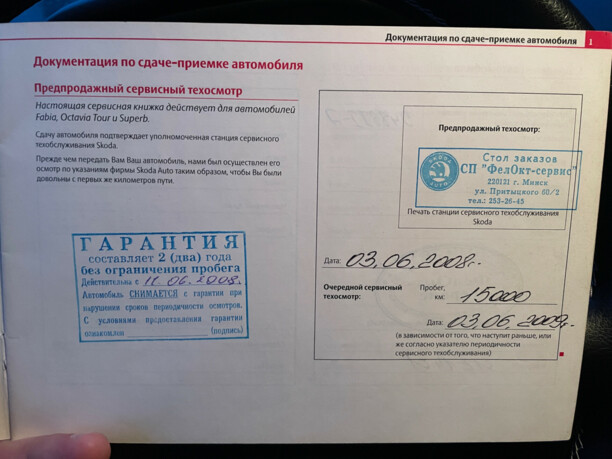 Документация по сдаче-приемке автомобиля 1
Документация по сдаче-приемке автомобиля
Предпродажный сервисный техосмотр
Настоящая сервисная книжка действует для автомобилей
Fabia, Octavia Tour и Superb.
Сдачу автомобиля подтверждает уполномоченная станция сервисного
техобслуживания Skoda.
Прежде чем передать Вам Ваш автомобиль, нами был осуществлен его
осмотр по указаниям фирмы Skoda Auto таким образом, чтобы Вы были
довольны с первых же километров пути.
ГАРАНТИЯ
составляет 2 (два) года
без ограничения пробега
Действительна с 11.06.2008.
Автомобиль СНИМАЕТСЯ с гарантии при
нарушении сроков периодичности осмотров.
С условиями предоставления гарантии
ознакомлен (подпись)
Предпродажный техосмотр:
SKODA
AUTO
Стол заказов
СП "ФелОкт-сервис"
220121 г. Минск
ул. Притыцкого 60/2
тел.: 253-26-45
Печать станции сервисного техобслуживания
Skoda
Дата: 03.06.2008г.
Очередной сервисный
техосмотр:
Пробег,
км: 15000
Дата: 03.06.2009г.
(в зависимости от того, что наступит раньше, или
же согласно указателю периодичности
сервисного техобслуживания)